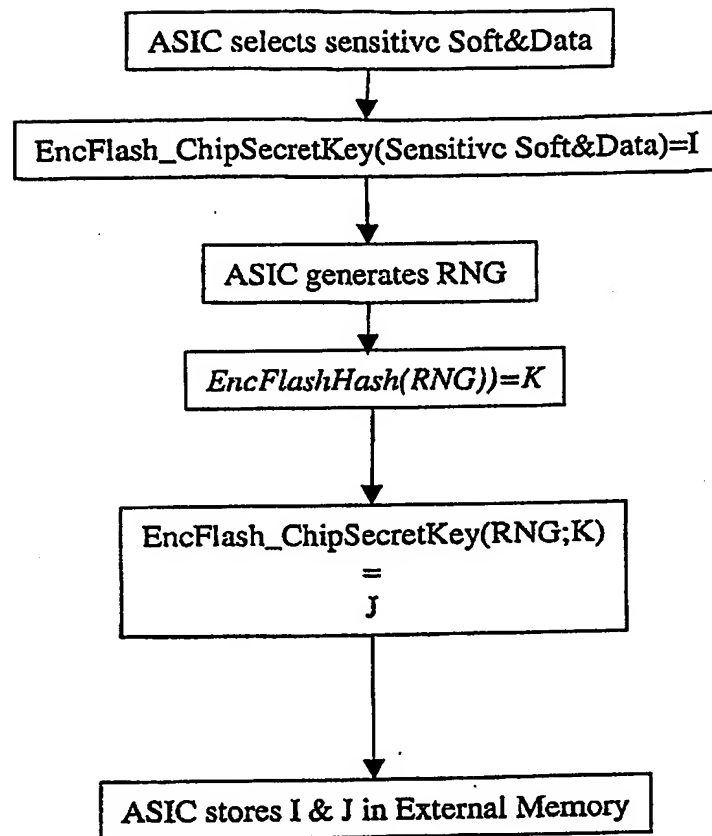 ASIC selects sensitive Soft&Data
EncFlash_ChipSecretKey(Sensitive Soft&Data)=I
ASIC generates RNG
EncFlashHash(RNG))=K
EncFlash_ChipSecretKey(RNG;K)
=
J
ASIC stores I & J in External Memory